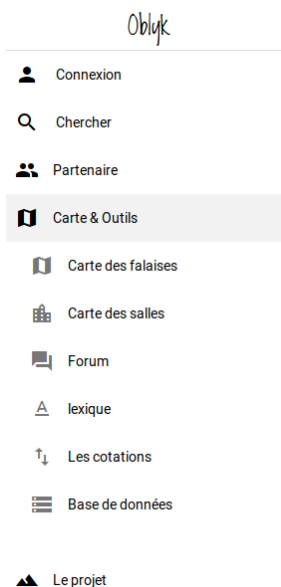 Oblyk
Connexion
Chercher
Partenaire
Carte & Outils
Carte des falaises
Carte des salles
Forum
lexique
Les cotations
Base de données
Le projet